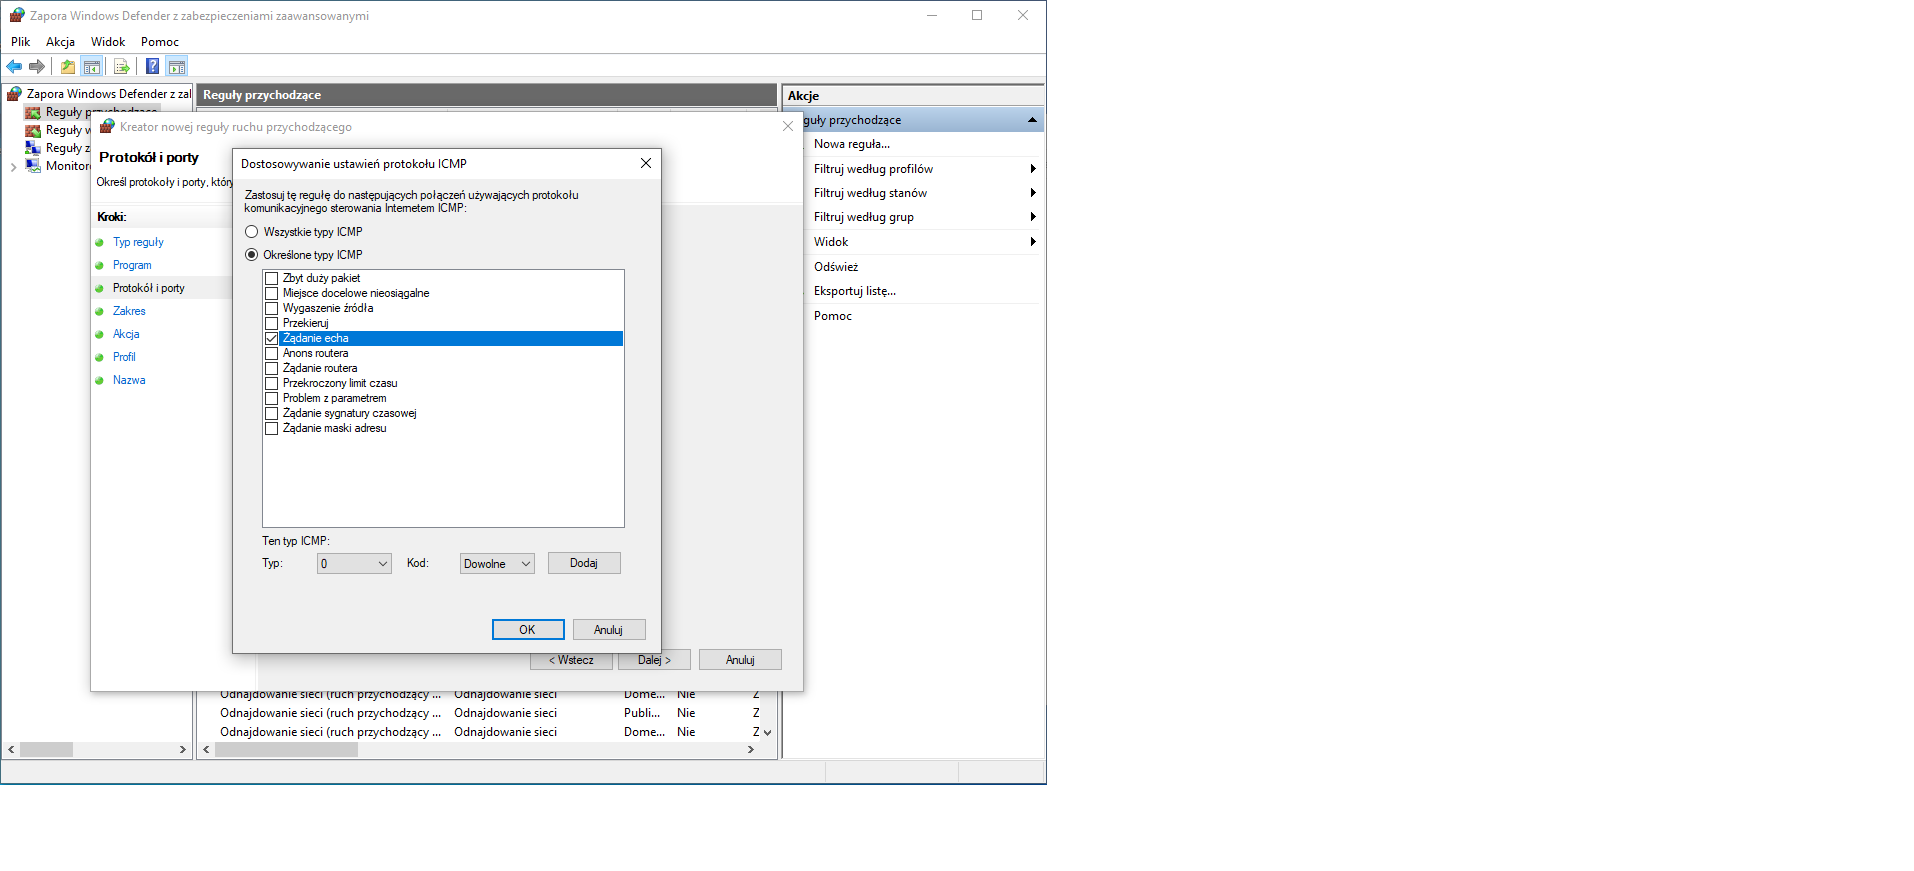 Zapora Windows Defender z zabezpieczeniami zaawansowanymi
Plik Akcja Widok Pomoc
Zapora Windows Defender z zal
Reguły przychodzące
Reguły w
Reguły z
Monitoro
Reguły przychodzące
Kreator nowej reguły ruchu przychodzącego
Protokół i porty
Określ protokoły i porty, któr
Kroki:
Typ reguły
Program
Protokół i porty
Zakres
Akcja
Profil
Nazwa
Dostosowywanie ustawień protokołu ICMP
Zastosuj tę regułę do następujących połączeń używających protokołu
komunikacyjnego sterowania Internetem ICMP:
Wszystkie typy ICMP
Określone typy ICMP
Zbyt duży pakiet
Miejsce docelowe nieosiągalne
Wygaszenie źródła
Przekieruj
Żądanie echa
Anons routera
Żądanie routera
Przekroczony limit czasu
Problem z parametrem
Żądanie sygnatury czasowej
Żądanie maski adresu
Ten typ ICMP:
Typ: 0 Kod: Dowolne Dodaj
OK Anuluj
< Wstecz Dalej > Anuluj
Odnajdowanie sieci (ruch przychodzący ... Odnajdowanie sieci Dome... Nie Z
Odnajdowanie sieci (ruch przychodzący ... Odnajdowanie sieci Publi... Nie Z
Odnajdowanie sieci (ruch przychodzący ... Odnajdowanie sieci Dome... Nie Z
Akcje
guły przychodzące
Nowa reguła...
Filtruj według profilów
Filtruj według stanów
Filtruj według grup
Widok
Odśwież
Eksportuj listę...
Pomoc